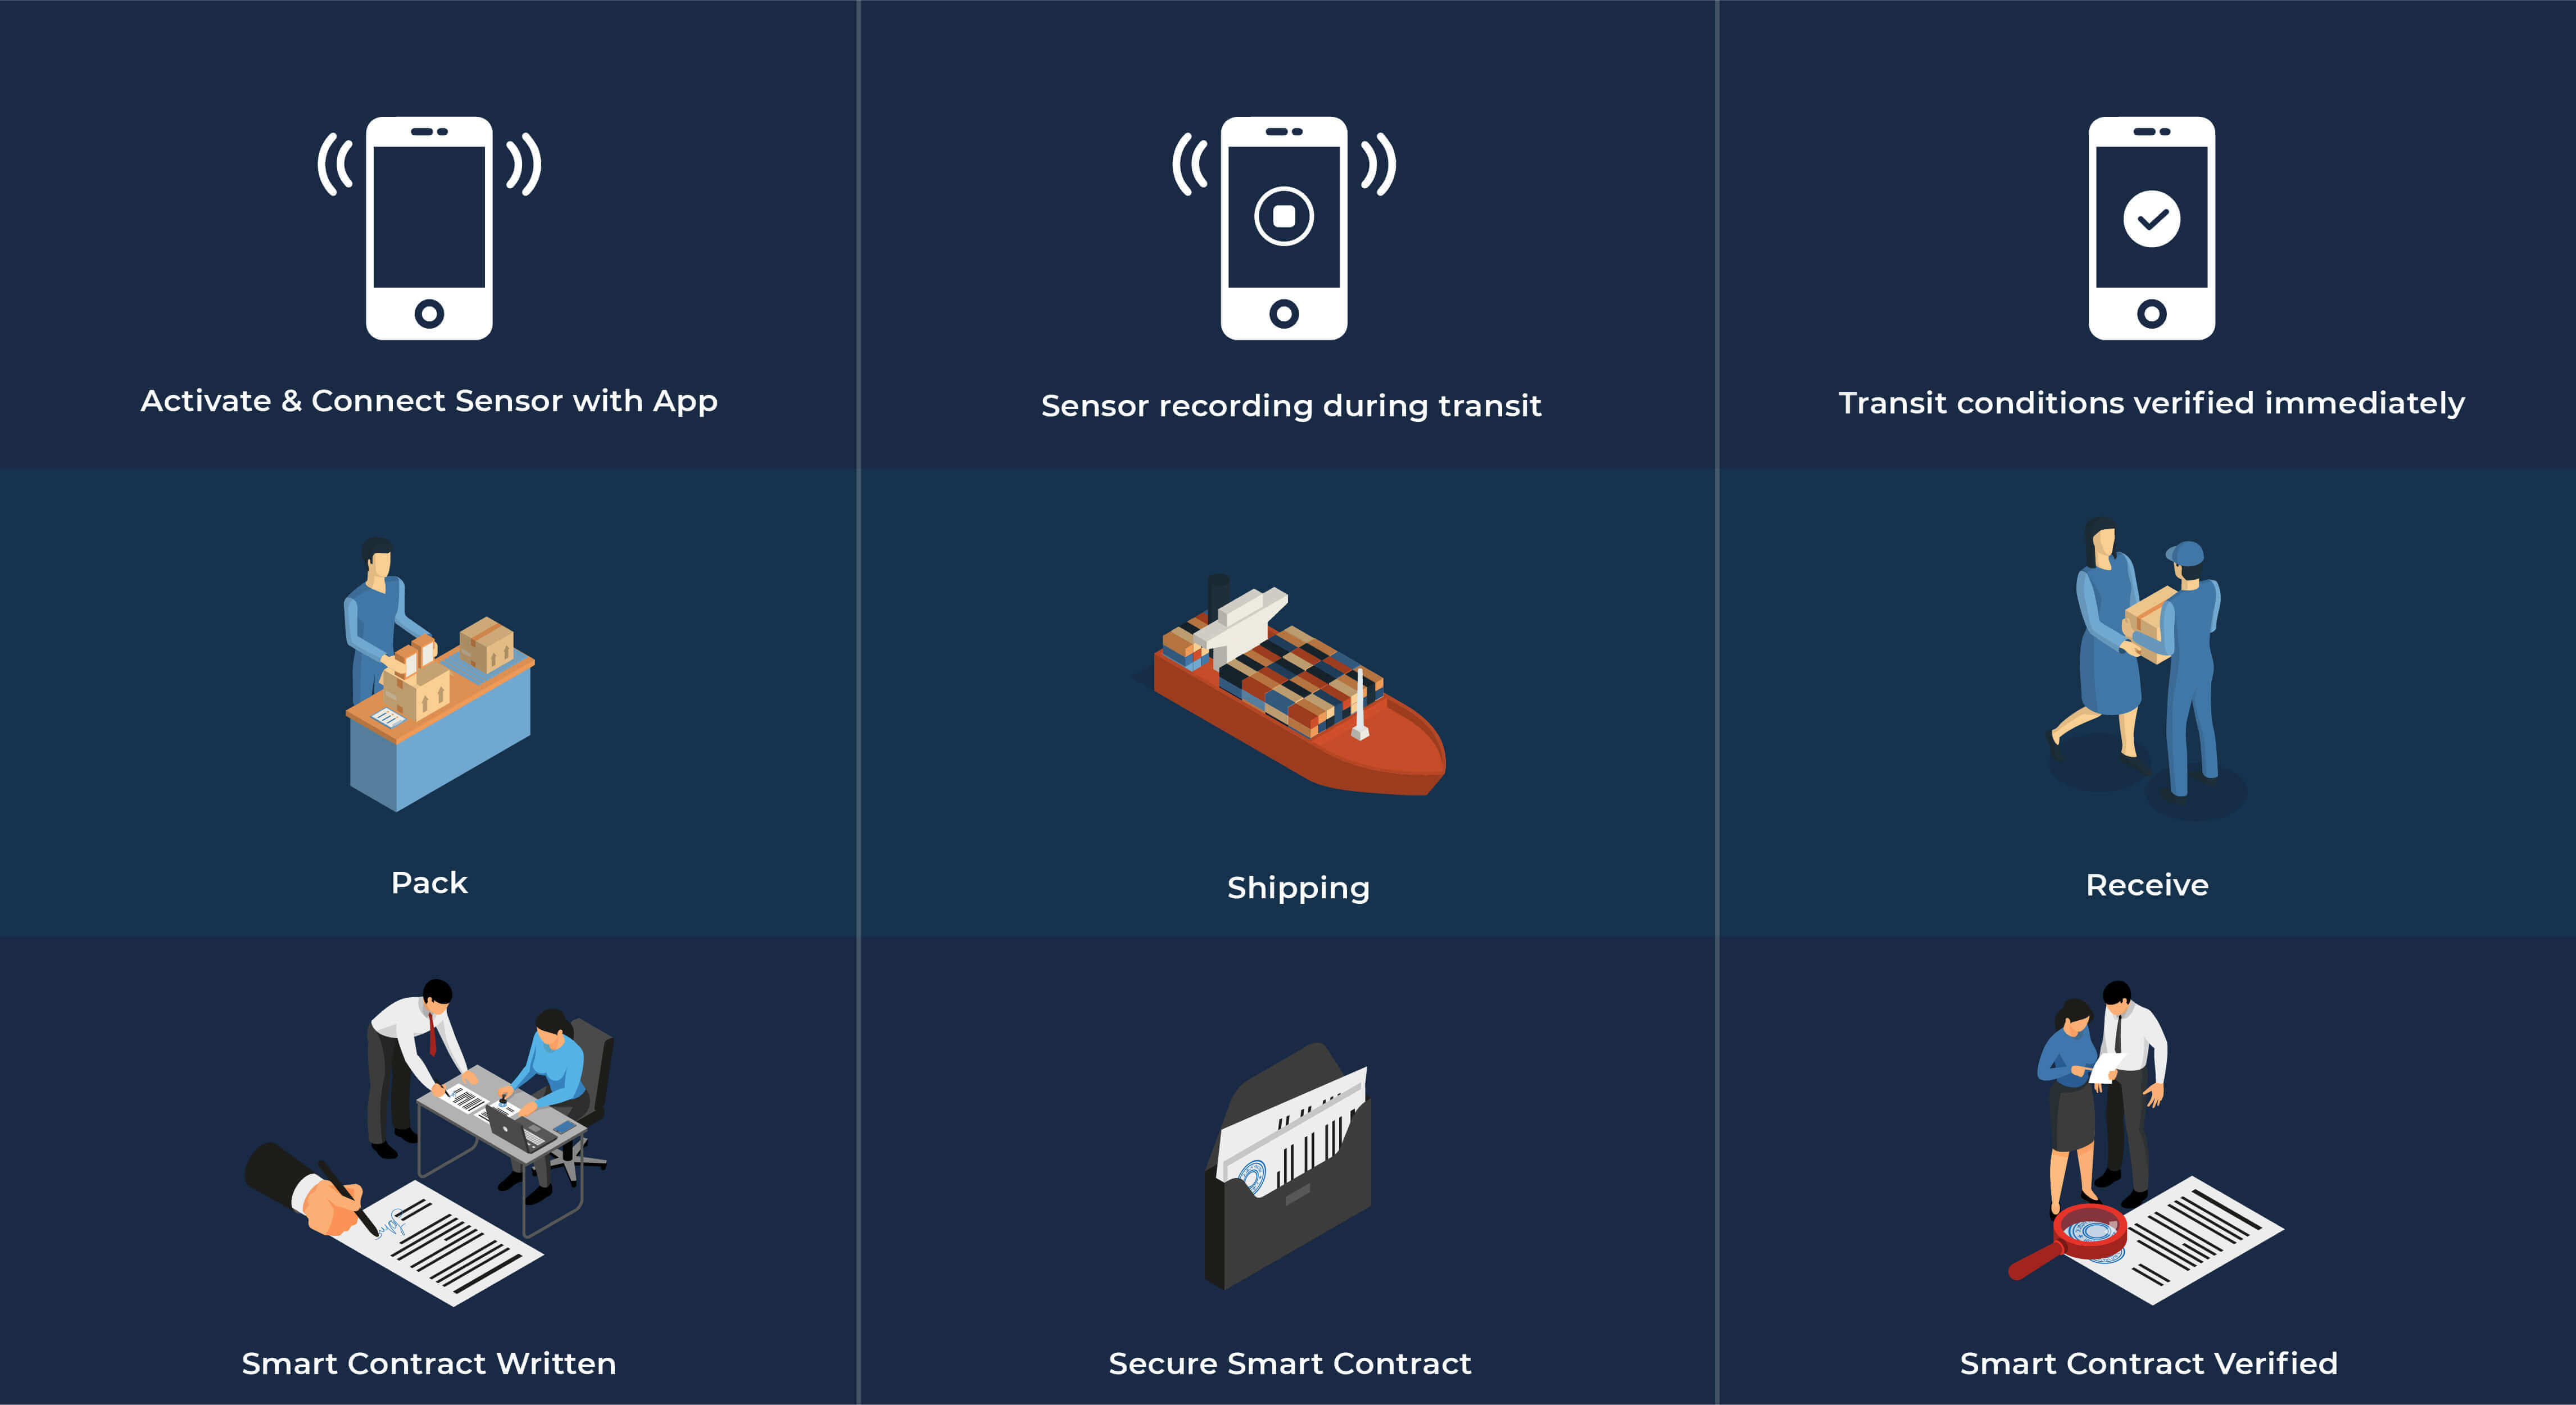 Activate & Connect Sensor with App
Sensor recording during transit
Transit conditions verified immediately
Pack
Shipping
Receive
Smart Contract Written
Secure Smart Contract
Smart Contract Verified